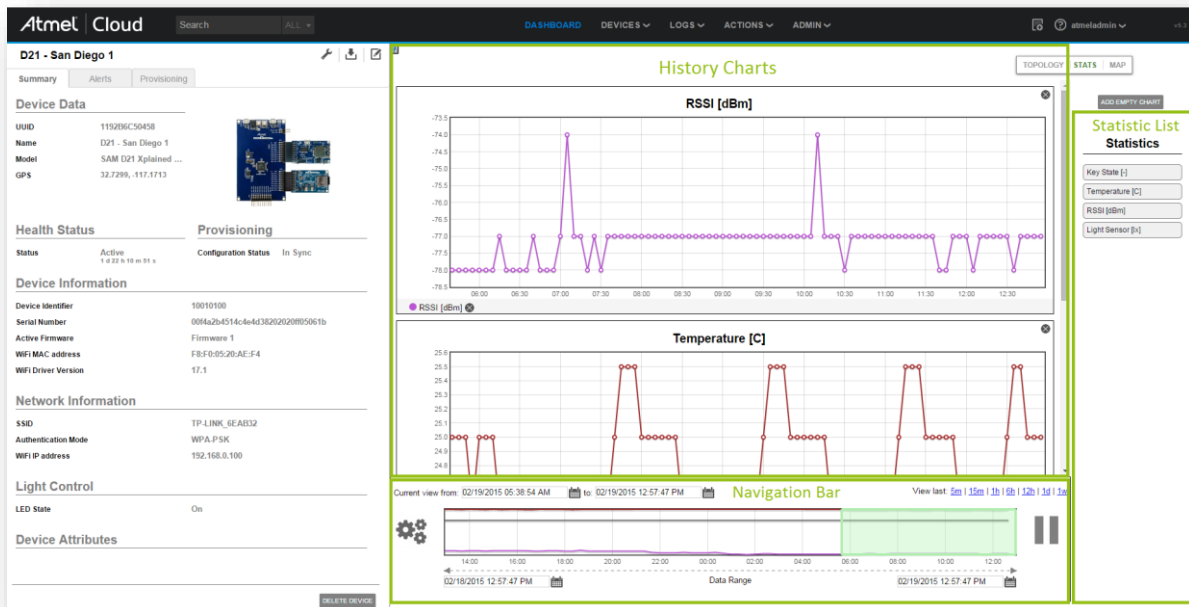 Atmel | Cloud
Search
ALL
DASHBOARD
DEVICES
LOGS
ACTIONS
ADMIN
atmeladmin
D21 - San Diego 1
Summary
Alerts
Provisioning
Device Data
UUID 1192B6C50458
Name D21 - San Diego 1
Model SAM D21 Xplained ...
GPS 32.7299, -117.1713
Health Status
Status Active
1 d 22 h 10 m 51 s
Provisioning
Configuration Status In Sync
Device Information
Device Identifier 10010100
Serial Number 00f4a2b4514c4e4d38202020ff05061b
Active Firmware Firmware 1
WiFi MAC address F8:F0:05:20:AE:F4
WiFi Driver Version 17.1
Network Information
SSID TP-LINK_6EAB32
Authentication Mode WPA-PSK
WiFi IP address 192.168.0.100
Light Control
LED State On
Device Attributes
DELETE DEVICE
History Charts
TOPOLOGY
STATS
MAP
RSSI [dBm]
-73.5
-74.0
-74.5
-75.0
-75.5
-76.0
-76.5
-77.0
-77.5
-78.0
-78.5
06:00 06:30 07:00 07:30 08:00 08:30 09:00 09:30 10:00 10:30 11:00 11:30 12:00 12:30
RSSI [dBm]
Temperature [C]
25.6
25.5
25.4
25.3
25.2
25.1
25.0
24.9
24.8
Current view from: 02/19/2015 05:38:54 AM to: 02/19/2015 12:57:47 PM
Navigation Bar
View last: 5m | 15m | 1h | 6h | 12h | 1d | 1w
14:00 16:00 18:00 20:00 22:00 00:00 02:00 04:00 06:00 08:00 10:00 12:00
02/18/2015 12:57:47 PM
Data Range
02/19/2015 12:57:47 PM
ADD EMPTY CHART
Statistic List
Statistics
Key State [-]
Temperature [C]
RSSI [dBm]
Light Sensor [lx]